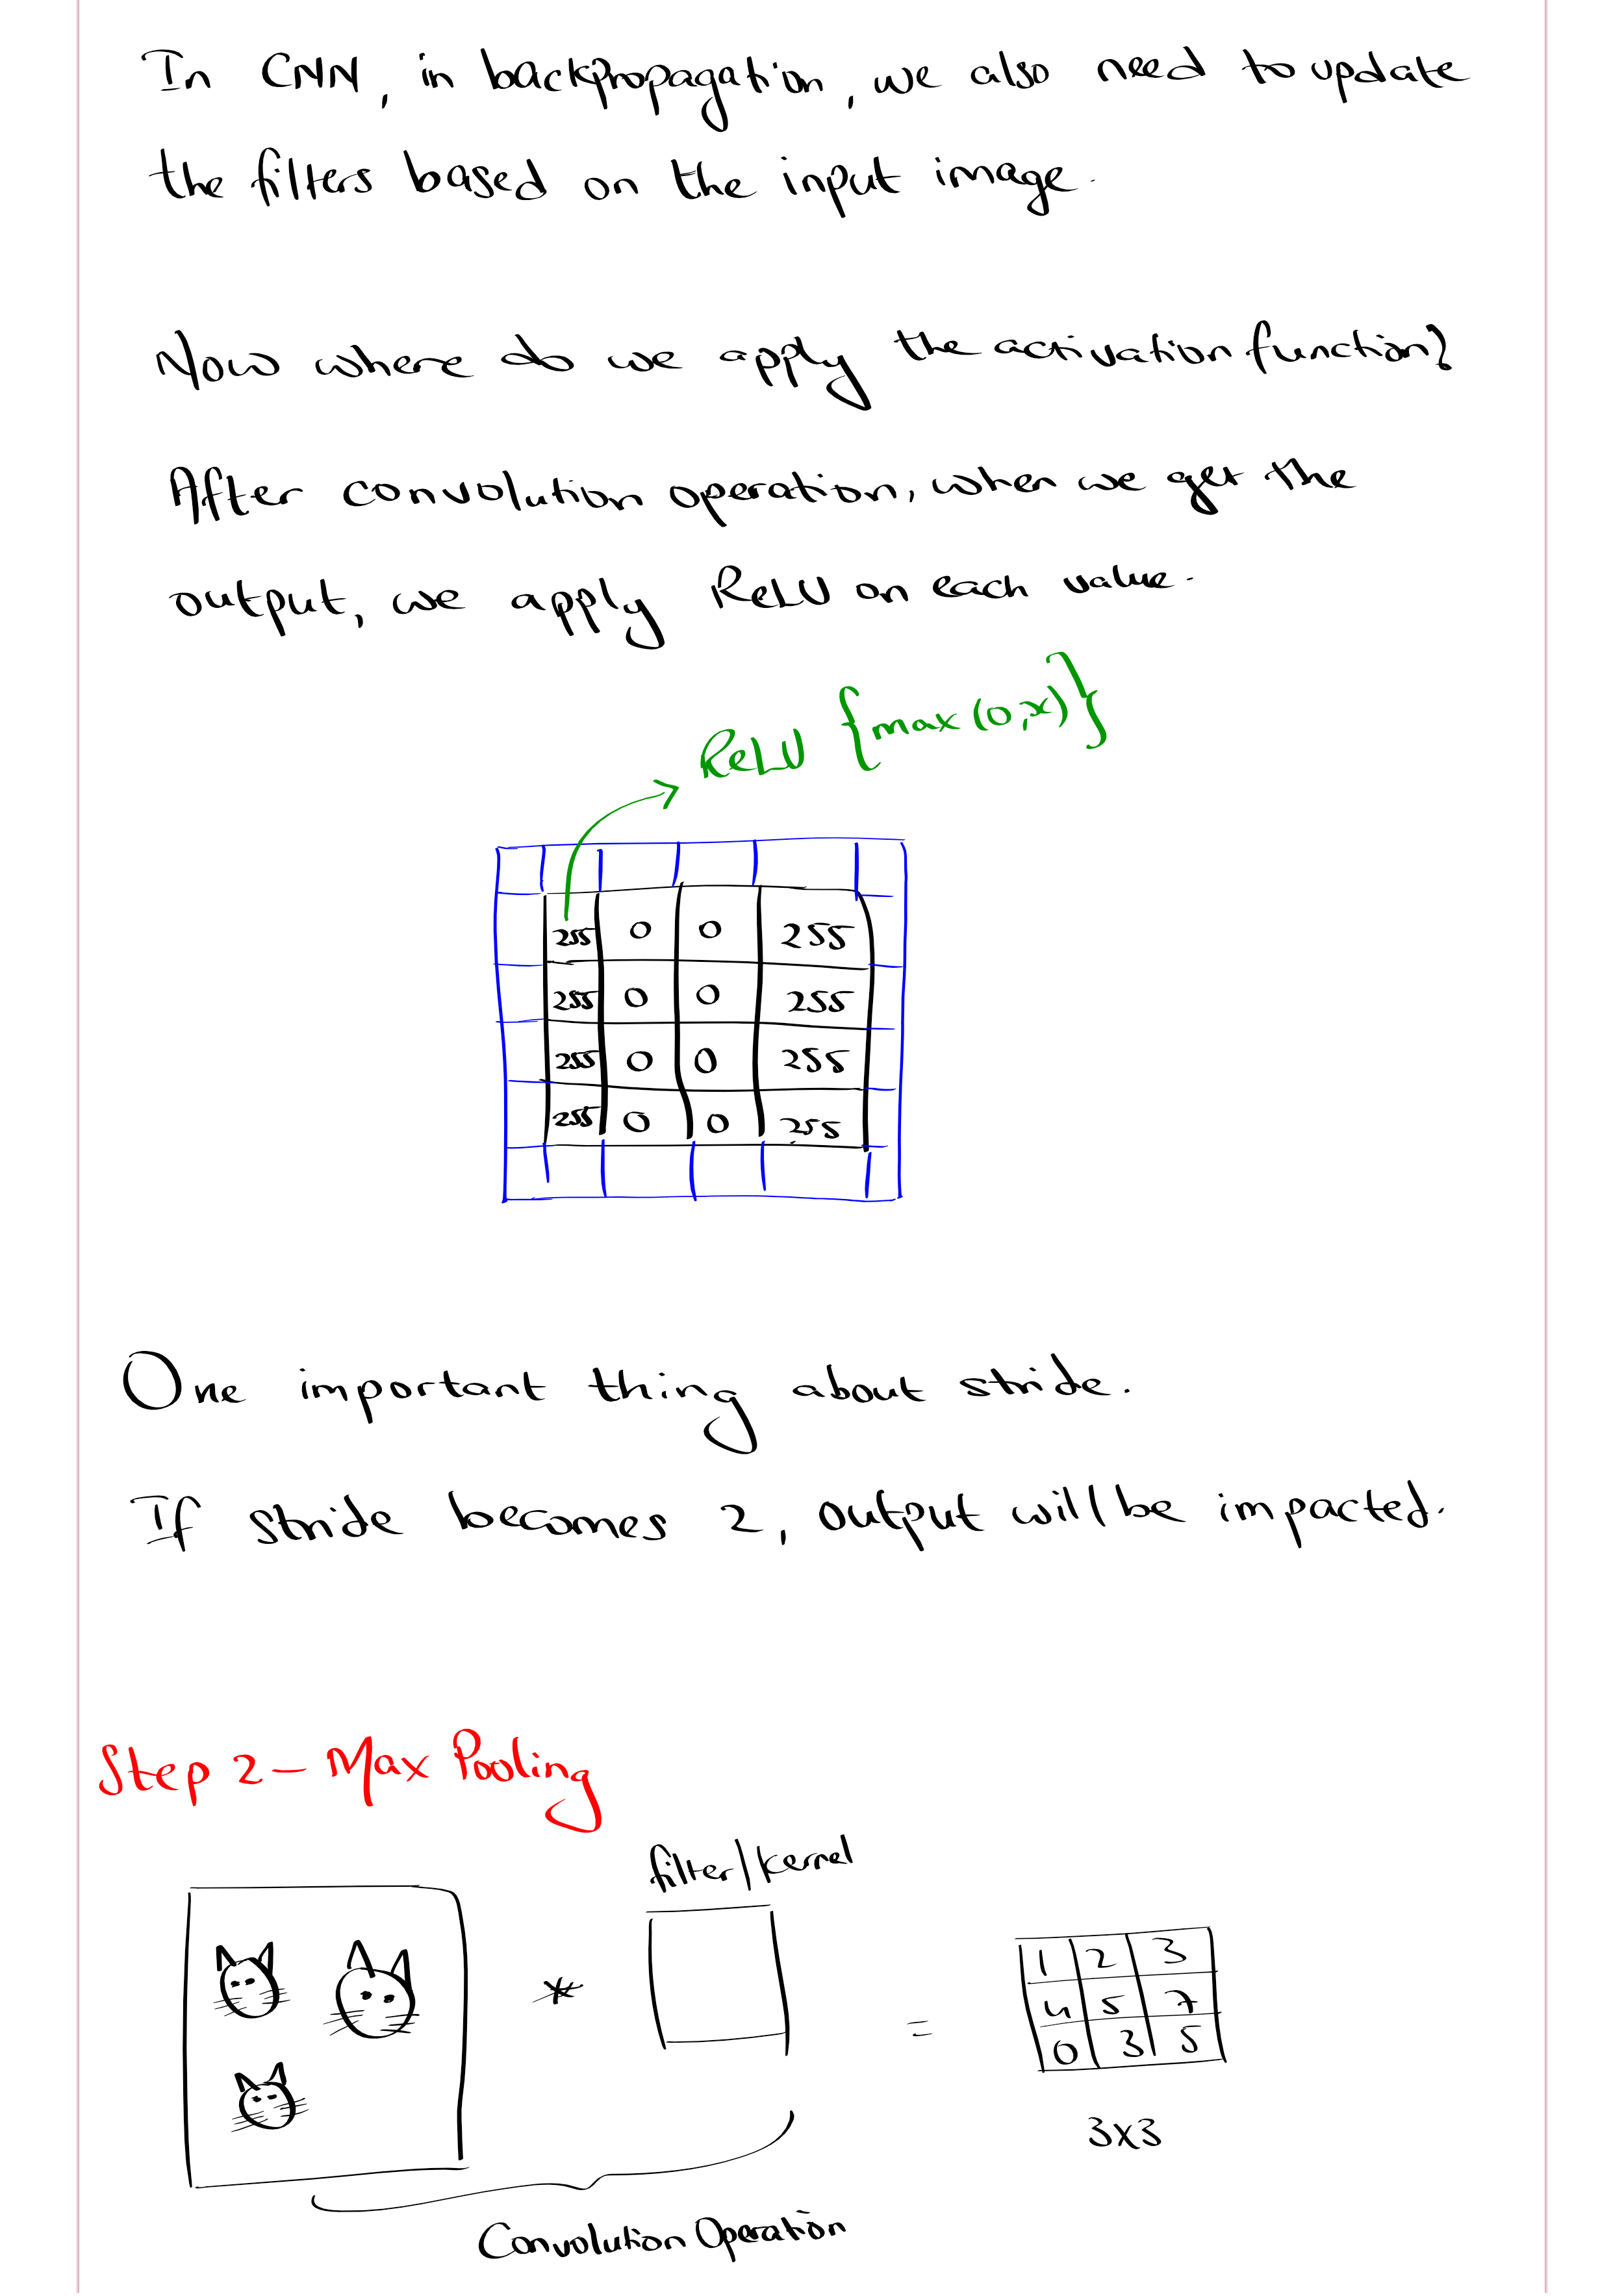 In CNN, in backpropagation, we also need to update
the filters based on the input image.
Now where do we apply the activation function?
After convolution operation, when we get the
output, we apply ReLU on each value.
ReLU {max(0,x)}
255 0 0 255
255 0 0 255
255 0 0 255
255 0 0 255
One important thing about stride.
If stride becomes 2, output will be impacted.
Step 2 - Max Pooling
filter/kernel
*
=
1 2 3
4 5 7
0 3 5
3x3
Convolution Operation